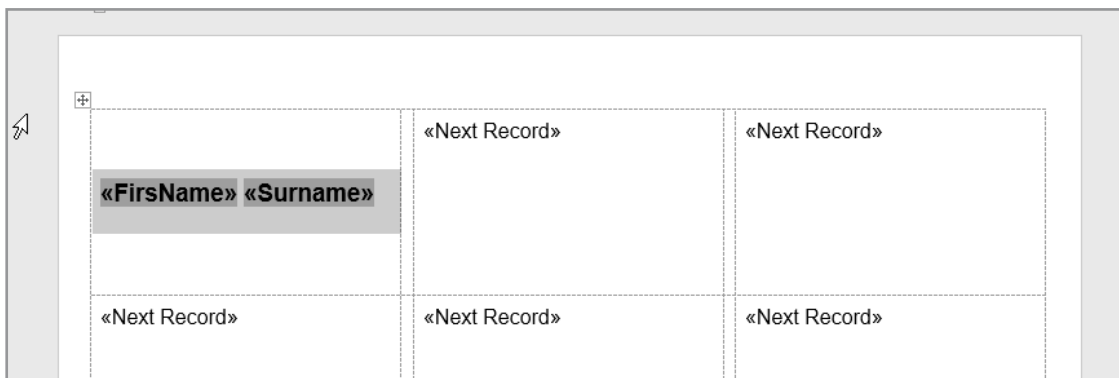 «Next Record» «Next Record»
«FirsName» «Surname»
«Next Record» «Next Record» «Next Record»